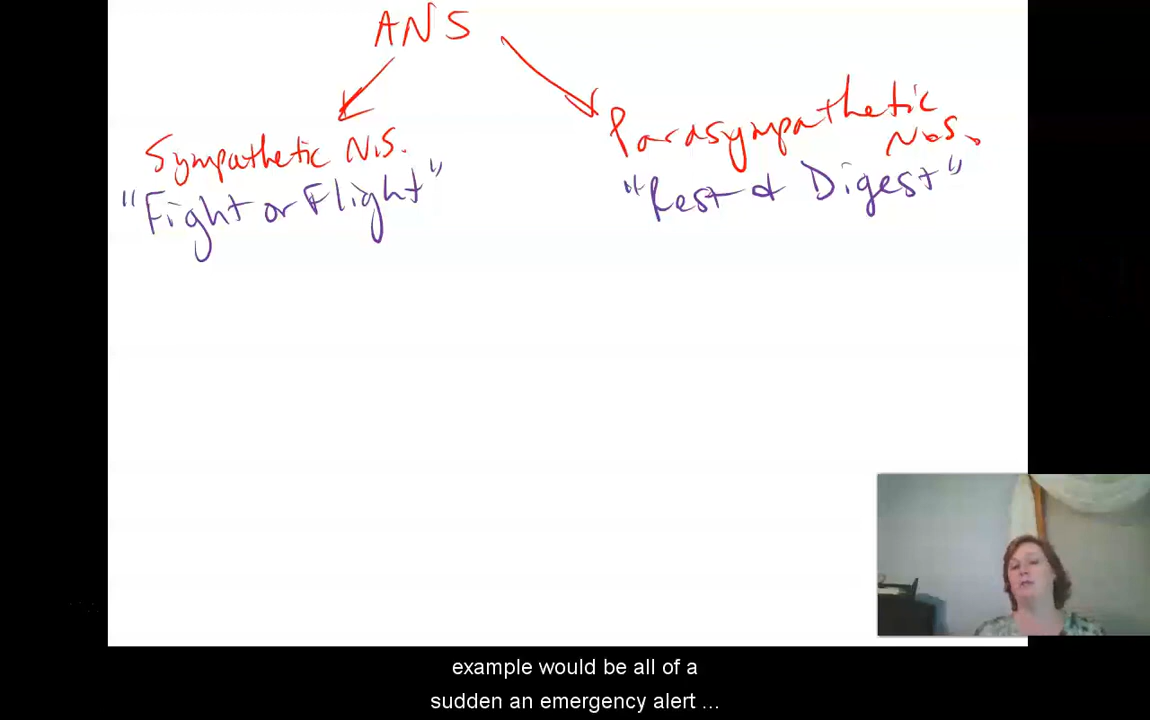 ANS
Sympathetic N.S.
"Fight or Flight"
Parasympathetic
N.S.
"Rest & Digest"
example would be all of a
sudden an emergency alert ...